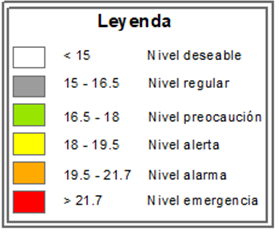 Leyenda
< 15 Nivel deseable
15 - 16.5 Nivel regular
16.5 - 18 Nivel preocaución
18 - 19.5 Nivel alerta
19.5 - 21.7 Nivel alarma
> 21.7 Nivel emergencia